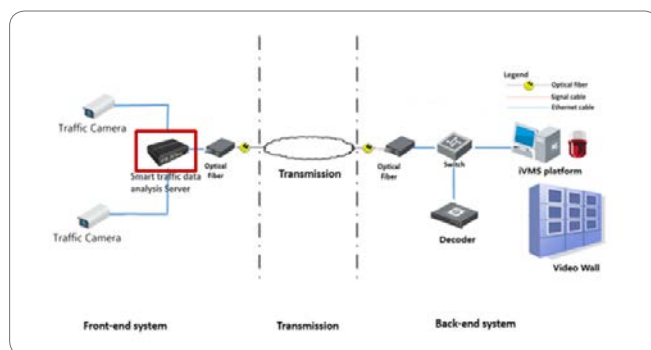 Legend
Optical fiber
Signal cable
Ethernet cable
Traffic Camera
Smart traffic data
analysis Server
Optical
Fiber
Transmission
Optical
Fiber
Switch
iVMS platform
Traffic Camera
Decoder
Video Wall
Front-end system
Transmission
Back-end system